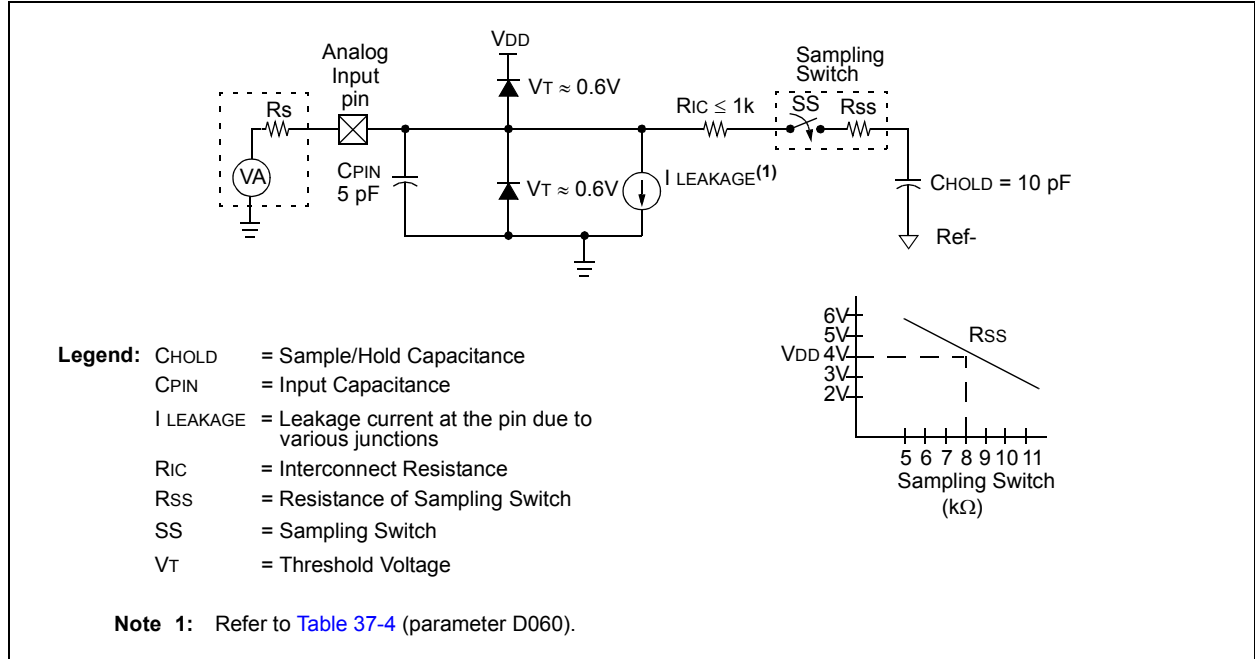 VDD
Analog
Input
pin
Sampling
Switch
VT ≈ 0.6V
Rs
RIC ≤ 1k
SS
Rss
VA
CPIN
5 pF
VT ≈ 0.6V
I LEAKAGE(1)
CHOLD = 10 pF
Ref-
6V
5V
VDD 4V
3V
2V
RSS
5 6 7 8 9 10 11
Sampling Switch
(kΩ)
Legend: CHOLD = Sample/Hold Capacitance
CPIN = Input Capacitance
I LEAKAGE = Leakage current at the pin due to
various junctions
RIC = Interconnect Resistance
RSS = Resistance of Sampling Switch
SS = Sampling Switch
VT = Threshold Voltage
Note 1: Refer to Table 37-4 (parameter D060).